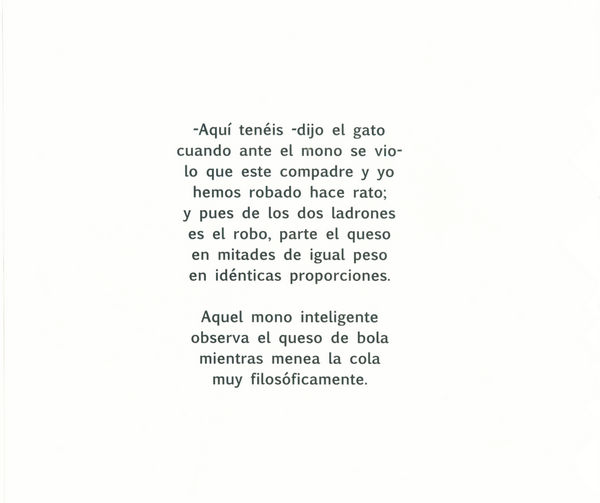 -Aquí tenéis -dijo el gato
cuando ante el mono se vio-
lo que este compadre y yo
hemos robado hace rato;
y pues de los dos ladrones
es el robo, parte el queso
en mitades de igual peso
en idénticas proporciones.
Aquel mono inteligente
observa el queso de bola
mientras menea la cola
muy filosóficamente.